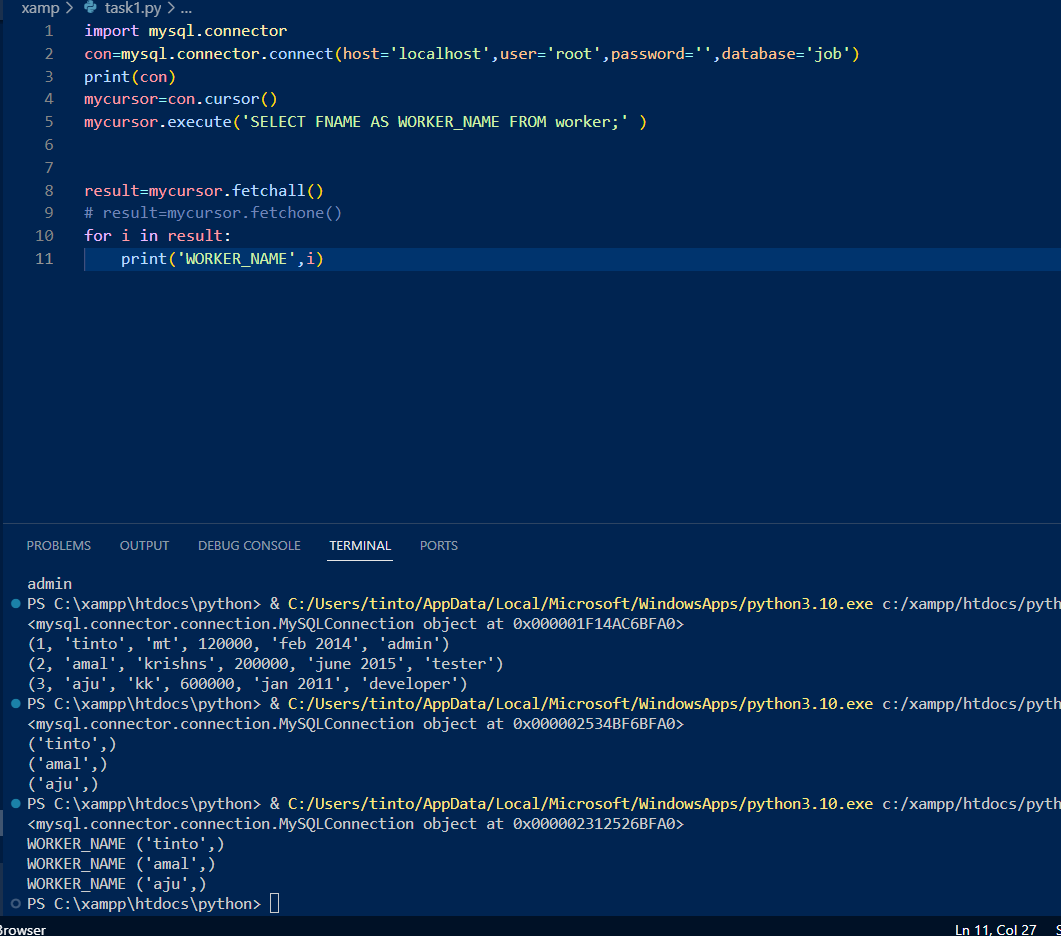 xamp > task1.py > ...
1 import mysql.connector
2 con=mysql.connector.connect(host='localhost',user='root',password='',database='job')
3 print(con)
4 mycursor=con.cursor()
5 mycursor.execute('SELECT FNAME AS WORKER_NAME FROM worker;' )
6
7
8 result=mycursor.fetchall()
9 # result=mycursor.fetchone()
10 for i in result:
11     print('WORKER_NAME',i)
PROBLEMS OUTPUT DEBUG CONSOLE TERMINAL PORTS
admin
PS C:\xampp\htdocs\python> & C:/Users/tinto/AppData/Local/Microsoft/WindowsApps/python3.10.exe c:/xampp/htdocs/pyth
<mysql.connector.connection.MySQLConnection object at 0x000001F14AC6BFA0>
(1, 'tinto', 'mt', 120000, 'feb 2014', 'admin')
(2, 'amal', 'krishns', 200000, 'june 2015', 'tester')
(3, 'aju', 'kk', 600000, 'jan 2011', 'developer')
PS C:\xampp\htdocs\python> & C:/Users/tinto/AppData/Local/Microsoft/WindowsApps/python3.10.exe c:/xampp/htdocs/pyth
<mysql.connector.connection.MySQLConnection object at 0x000002534BF6BFA0>
('tinto',)
('amal',)
('aju',)
PS C:\xampp\htdocs\python> & C:/Users/tinto/AppData/Local/Microsoft/WindowsApps/python3.10.exe c:/xampp/htdocs/pyth
<mysql.connector.connection.MySQLConnection object at 0x000002312526BFA0>
WORKER_NAME ('tinto',)
WORKER_NAME ('amal',)
WORKER_NAME ('aju',)
PS C:\xampp\htdocs\python>
Browser Ln 11, Col 27